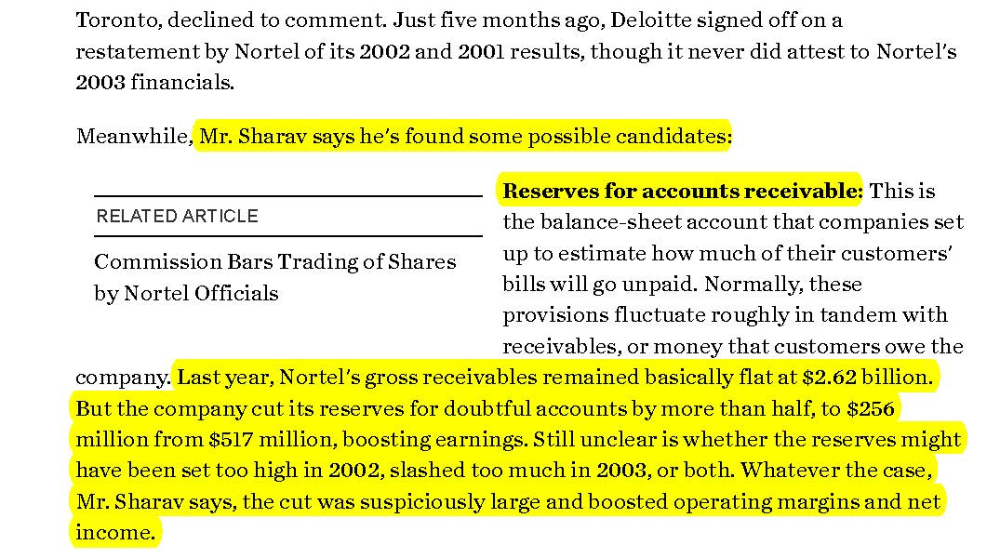 Toronto, declined to comment. Just five months ago, Deloitte signed off on a
restatement by Nortel of its 2002 and 2001 results, though it never did attest to Nortel's
2003 financials.
Meanwhile, Mr. Sharav says he's found some possible candidates:
RELATED ARTICLE
Commission Bars Trading of Shares
by Nortel Officials
Reserves for accounts receivable: This is
the balance-sheet account that companies set
up to estimate how much of their customers'
bills will go unpaid. Normally, these
provisions fluctuate roughly in tandem with
receivables, or money that customers owe the
company. Last year, Nortel's gross receivables remained basically flat at $2.62 billion.
But the company cut its reserves for doubtful accounts by more than half, to $256
million from $517 million, boosting earnings. Still unclear is whether the reserves might
have been set too high in 2002, slashed too much in 2003, or both. Whatever the case,
Mr. Sharav says, the cut was suspiciously large and boosted operating margins and net
income.